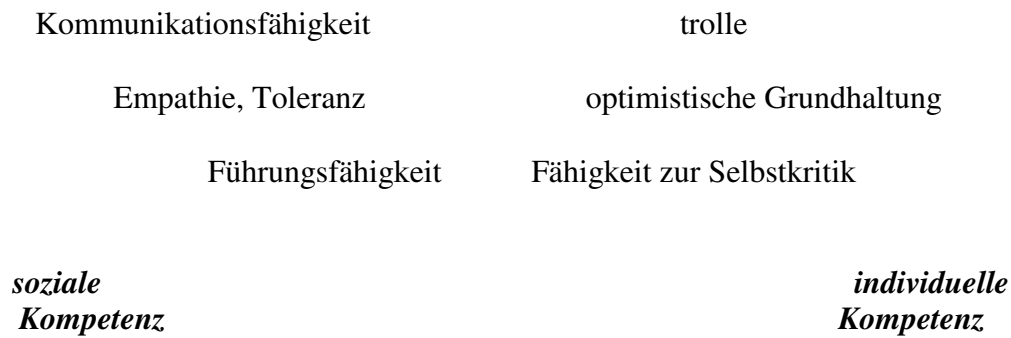 Kommunikationsfähigkeit trolle
Empathie, Toleranz optimistische Grundhaltung
Führungsfähigkeit Fähigkeit zur Selbstkritik
soziale individuelle
Kompetenz Kompetenz